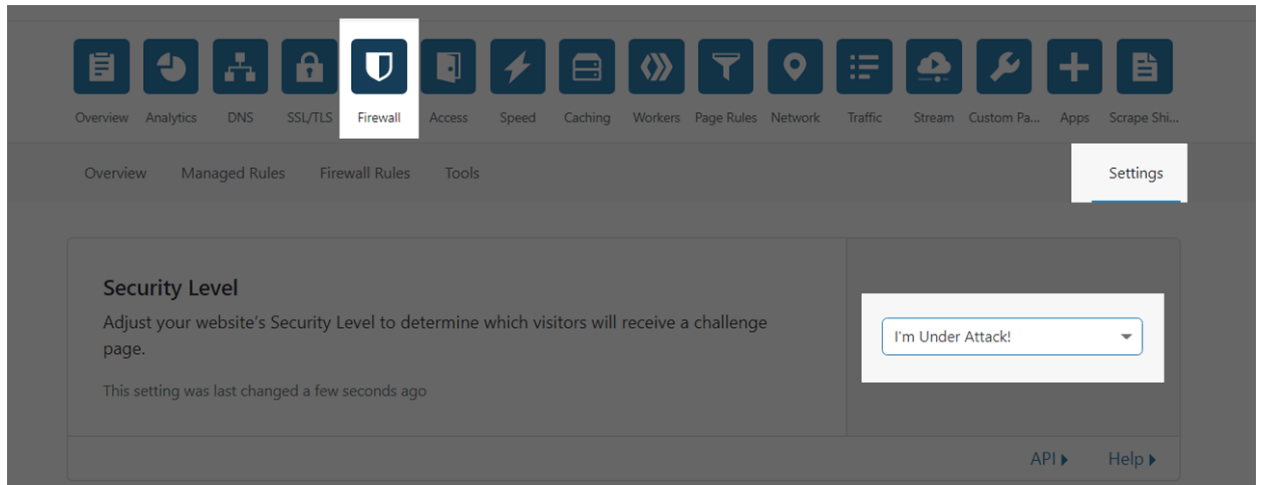 Overview Analytics DNS SSL/TLS Firewall Access Speed Caching Workers Page Rules Network Traffic Stream Custom Pa... Apps Scrape Shi...
Overview Managed Rules Firewall Rules Tools Settings
Security Level
Adjust your website's Security Level to determine which visitors will receive a challenge
page.
I'm Under Attack!
This setting was last changed a few seconds ago
API Help